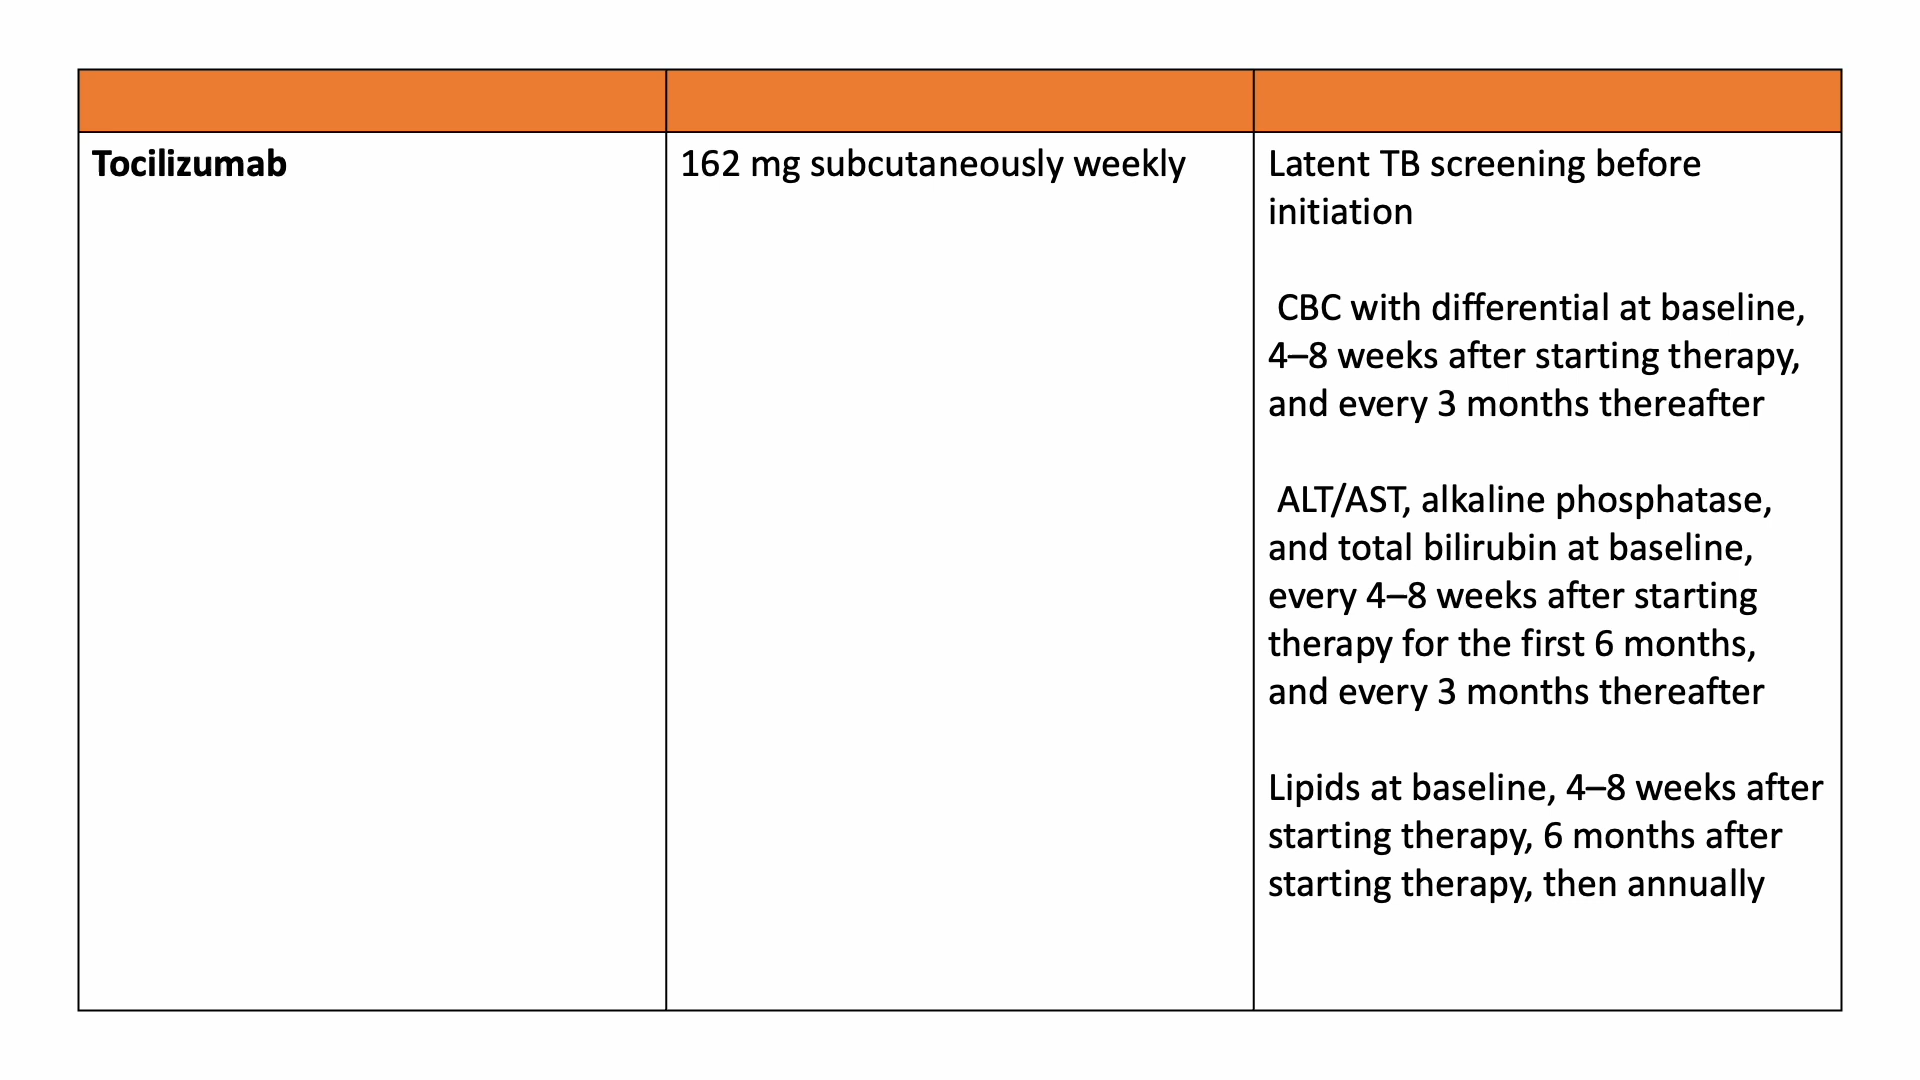 Tocilizumab
162 mg subcutaneously weekly
Latent TB screening before
initiation
CBC with differential at baseline,
4–8 weeks after starting therapy,
and every 3 months thereafter
ALT/AST, alkaline phosphatase,
and total bilirubin at baseline,
every 4–8 weeks after starting
therapy for the first 6 months,
and every 3 months thereafter
Lipids at baseline, 4–8 weeks after
starting therapy, 6 months after
starting therapy, then annually